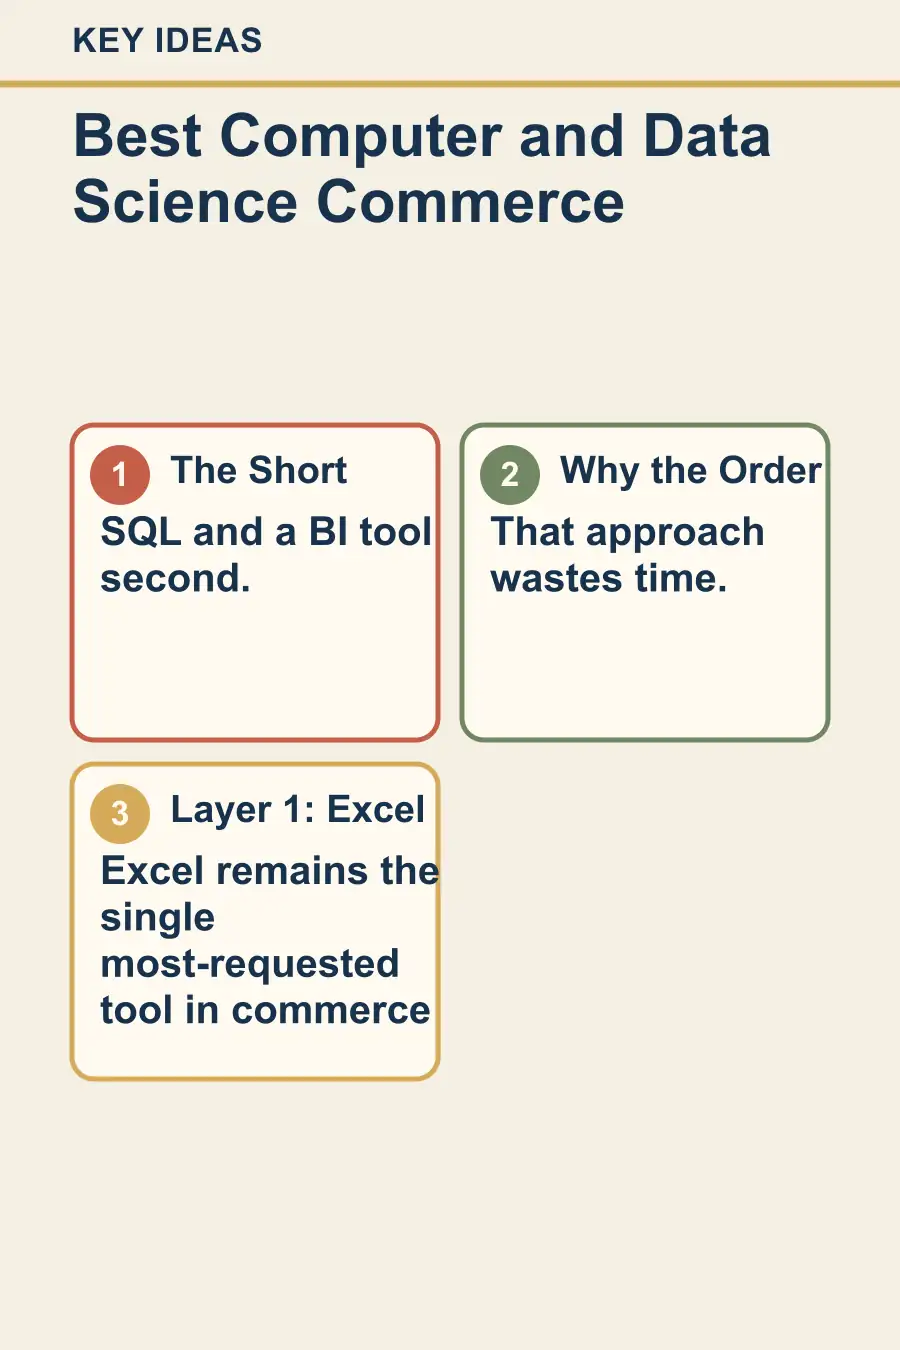 KEY IDEAS
Best Computer and Data
Science Commerce
1 The Short
SQL and a BI tool
second.
2 Why the Order
That approach
wastes time.
3 Layer 1: Excel
Excel remains the
single
most-requested
tool in commerce